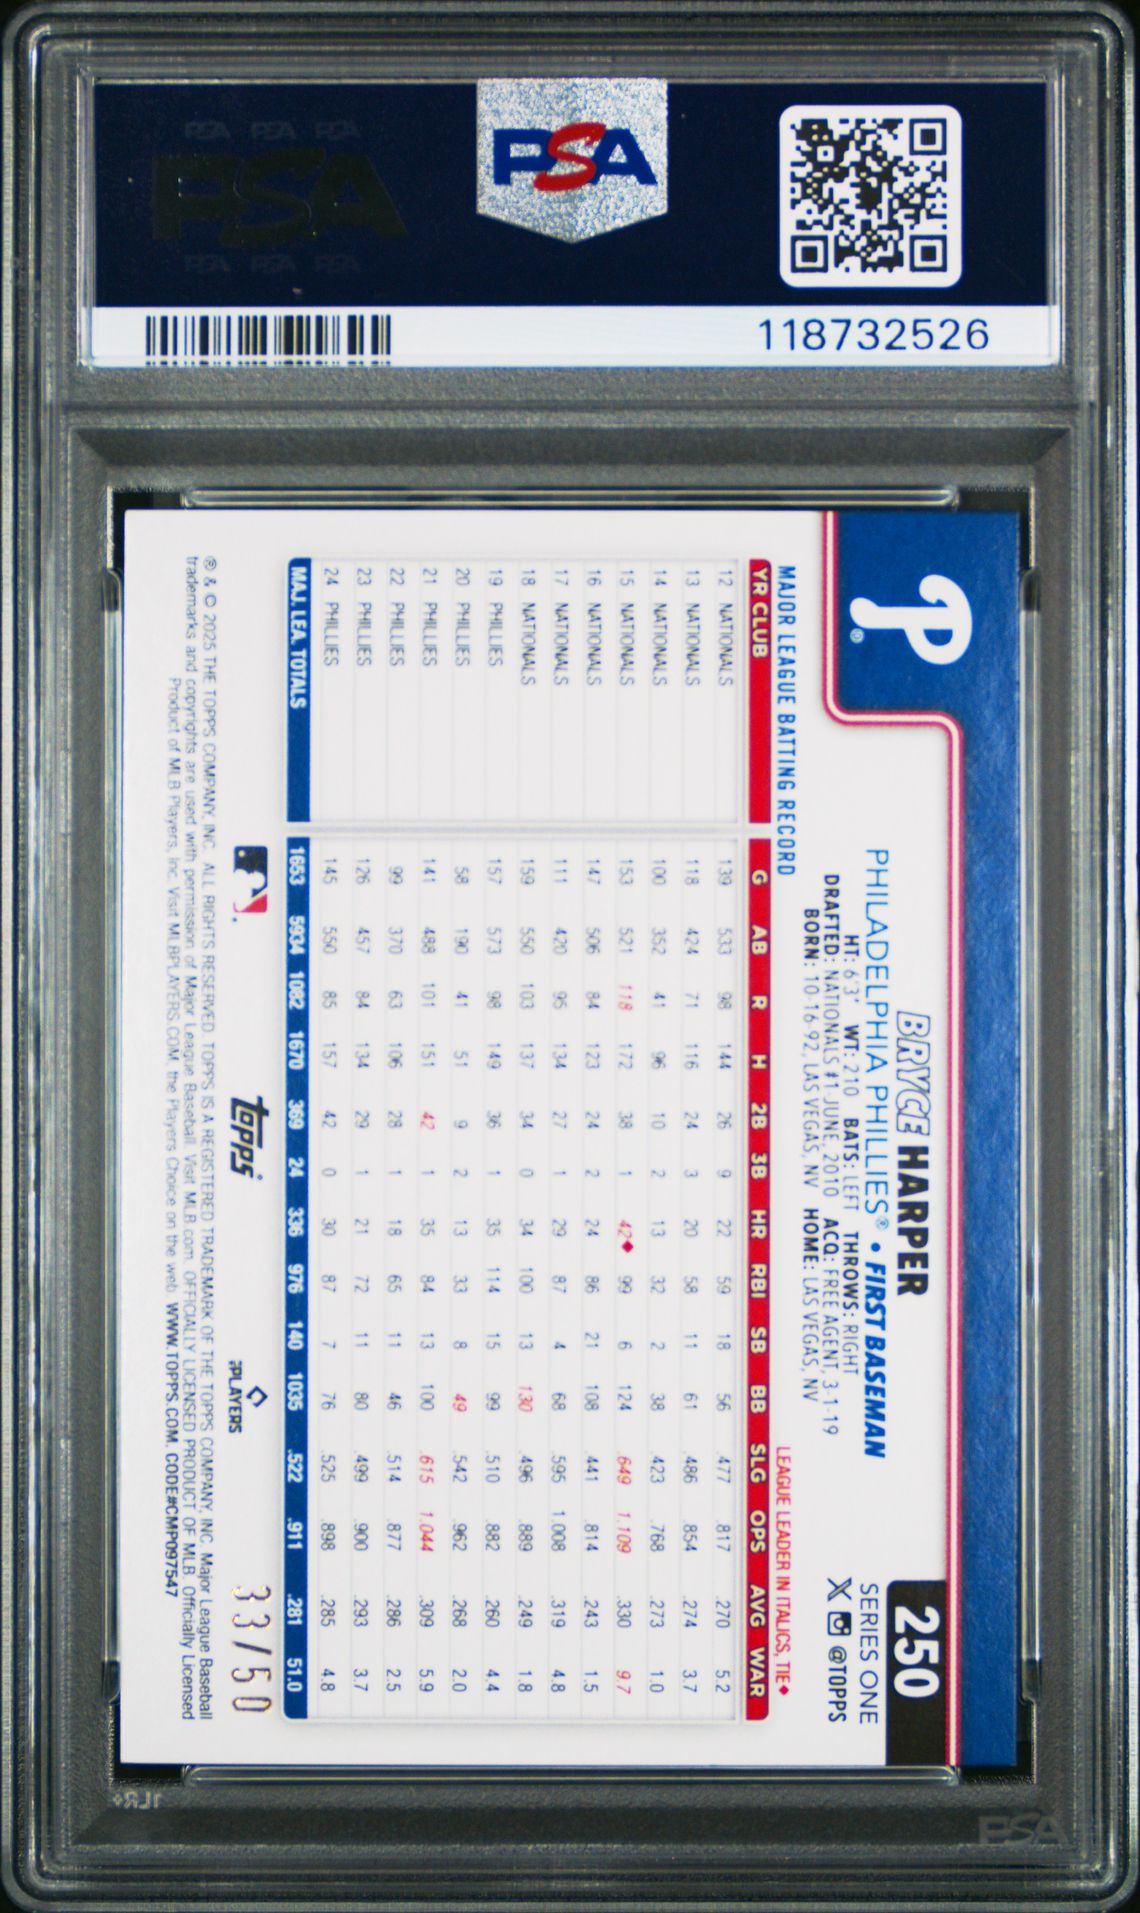 PSA PSA PSA
PSA
PSA PSA PSA
PSA
118732526
P®
250
BRYCE HARPER
SERIES ONE
PHILADELPHIA PHILLIES® • FIRST BASEMAN
X @TOPPS
HT: 6'3" WT: 210 BATS: LEFT THROWS: RIGHT
DRAFTED: NATIONALS #1-JUNE, 2010 ACQ: FREE AGENT, 3-1-19
BORN: 10-16-92, LAS VEGAS, NV HOME: LAS VEGAS, NV
MAJOR LEAGUE BATTING RECORD LEAGUE LEADER IN ITALICS, TIE♦
YR CLUB G AB R H 2B 3B HR RBI SB BB SLG OPS AVG WAR
12 NATIONALS 139 533 98 144 26 9 22 59 18 56 .477 .817 .270 5.2
13 NATIONALS 118 424 71 116 24 3 20 58 11 61 .486 .854 .274 3.7
14 NATIONALS 100 352 41 96 10 2 13 32 2 38 .423 .768 .273 1.0
15 NATIONALS 153 521 118 172 38 1 42♦ 99 6 124 .649 1.109 .330 9.7
16 NATIONALS 147 506 84 123 24 2 24 86 21 108 .441 .814 .243 1.5
17 NATIONALS 111 420 95 134 27 1 29 87 4 68 .595 1.008 .319 4.8
18 NATIONALS 159 550 103 137 34 0 34 100 13 130 .496 .889 .249 1.8
19 PHILLIES 157 573 98 149 36 1 35 114 15 99 .510 .882 .260 4.4
20 PHILLIES 58 190 41 51 9 2 13 33 8 49 .542 .962 .268 2.0
21 PHILLIES 141 488 101 151 42 1 35 84 13 100 .615 1.044 .309 5.9
22 PHILLIES 99 370 63 106 28 1 18 65 11 46 .514 .877 .286 2.5
23 PHILLIES 126 457 84 134 29 1 21 72 11 80 .499 .900 .293 3.7
24 PHILLIES 145 550 85 157 42 0 30 87 7 76 .525 .898 .285 4.8
MAJ. LEA. TOTALS 1653 5934 1082 1670 369 24 336 976 140 1035 .522 .911 .281 51.0
topps
PLAYERS
33/50
® & © 2025 THE TOPPS COMPANY, INC. ALL RIGHTS RESERVED. TOPPS IS A REGISTERED TRADEMARK OF THE TOPPS COMPANY, INC. Major League Baseball
trademarks and copyrights are used with permission of Major League Baseball. Visit MLB.com. OFFICIALLY LICENSED PRODUCT OF MLB. Officially Licensed
Product of MLB Players, Inc. Visit MLBPLAYERS.COM, the Players Choice on the web. WWW.TOPPS.COM. CODE#CMP097547
PSA